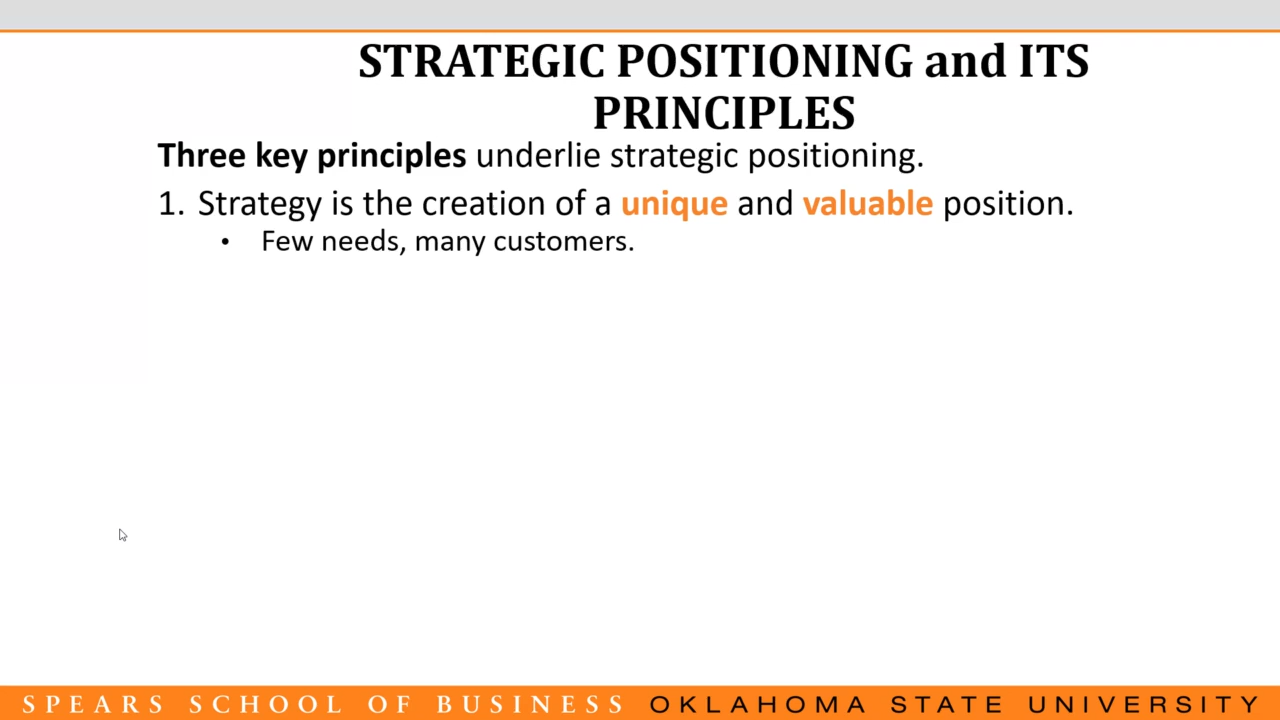 STRATEGIC POSITIONING and ITS
PRINCIPLES
Three key principles underlie strategic positioning.
1. Strategy is the creation of a unique and valuable position.
• Few needs, many customers.
SPEARS SCHOOL OF BUSINESS OKLAHOMA STATE UNIVERSITY